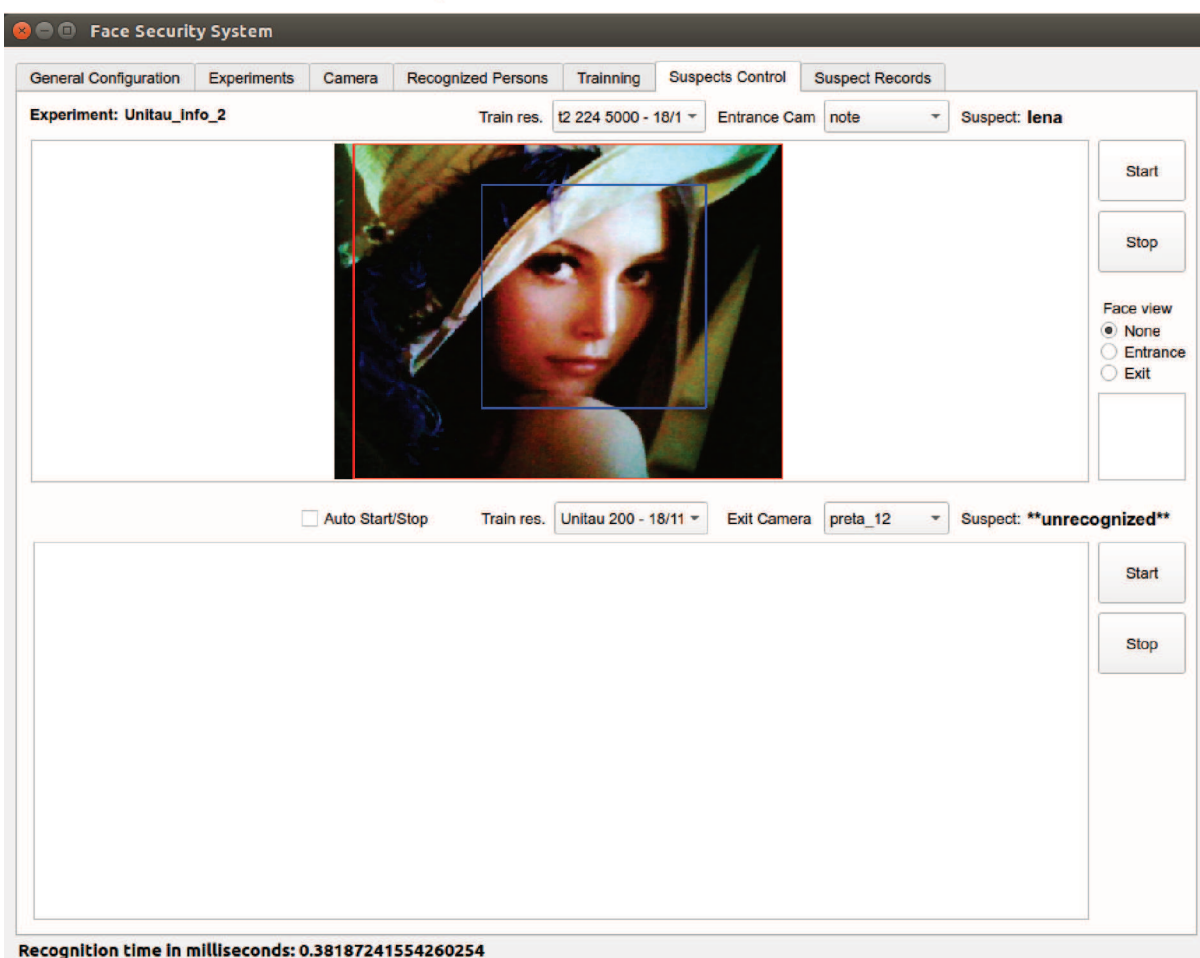 Face Security System
General Configuration Experiments Camera Recognized Persons Trainning Suspects Control Suspect Records
Experiment: Unitau_info_2 Train res. t2 224 5000 - 18/1 Entrance Cam note Suspect: lena
Start
Stop
Face view
None
Entrance
Exit
Auto Start/Stop Train res. Unitau 200 - 18/11 Exit Camera preta_12 Suspect: **unrecognized**
Start
Stop
Recognition time in milliseconds: 0.38187241554260254